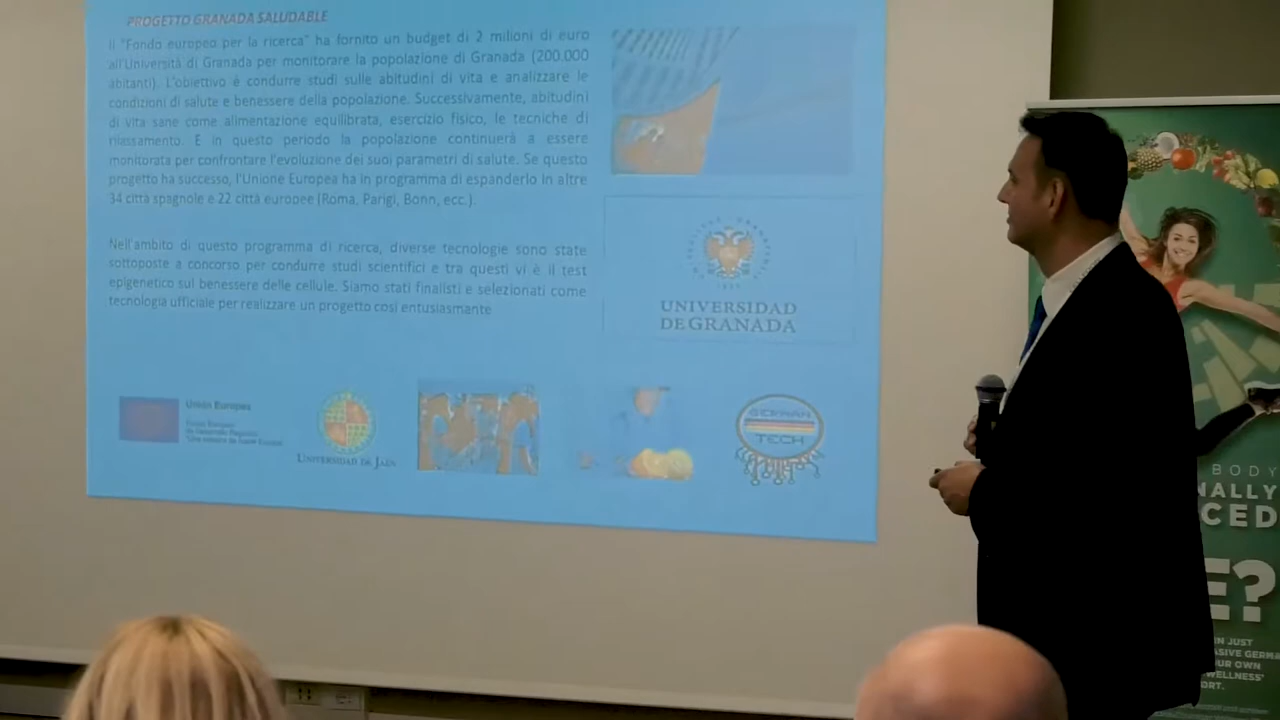 PROGETTO GRANADA SALUDABLE
Il "Fondo europeo per la ricerca" ha fornito un budget di 2 milioni di euro
all'Università di Granada per monitorare la popolazione di Granada (200.000
abitanti). L'obiettivo è condurre studi sulle abitudini di vita e analizzare le
condizioni di salute e benessere della popolazione. Successivamente, abitudini
di vita sane come alimentazione equilibrata, esercizio fisico, le tecniche di
rilassamento. E in questo periodo la popolazione continuerà a essere
monitorata per confrontare l'evoluzione dei suoi parametri di salute. Se questo
progetto ha successo, l'Unione Europea ha in programma di espanderlo in altre
34 città spagnole e 22 città europee (Roma, Parigi, Bonn, ecc.).
Nell'ambito di questo programma di ricerca, diverse tecnologie sono state
sottoposte a concorso per condurre studi scientifici e tra questi vi è il test
epigenetico sul benessere delle cellule. Siamo stati finalisti e selezionati come
tecnologia ufficiale per realizzare un progetto così entusiasmante
UNIVERSIDAD
DE GRANADA
Unión Europea
UNIVERSIDAD DE JAÉN
GERMAN
TECH
BODY
NALLY
CED
E?
N JUST
ASIVE GERMA
UR OWN
WELLNESS'
ORT.